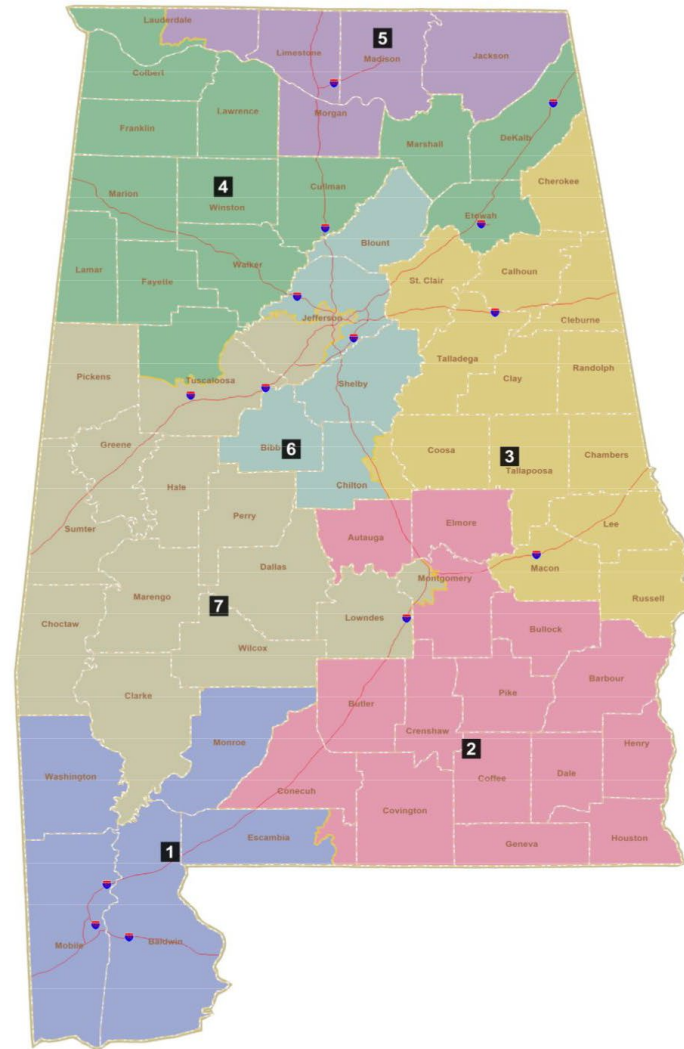 Lauderdale
Limestone
5
Madison
Jackson
Colbert
Lawrence
Morgan
Franklin
Marshall
DeKalb
Marion
4
Winston
Cullman
Cherokee
Etowah
Blount
Lamar
Fayette
Walker
St. Clair
Calhoun
Jefferson
Cleburne
Pickens
Tuscaloosa
Shelby
Talladega
Clay
Randolph
Greene
Bibb
6
Coosa
3
Tallapoosa
Chambers
Hale
Chilton
Perry
Sumter
Autauga
Elmore
Lee
Dallas
Macon
Montgomery
Marengo
7
Russell
Choctaw
Lowndes
Bullock
Wilcox
Clarke
Butler
Pike
Barbour
Monroe
Crenshaw
2
Henry
Washington
Conecuh
Coffee
Dale
Covington
Escambia
Geneva
Houston
1
Mobile
Baldwin